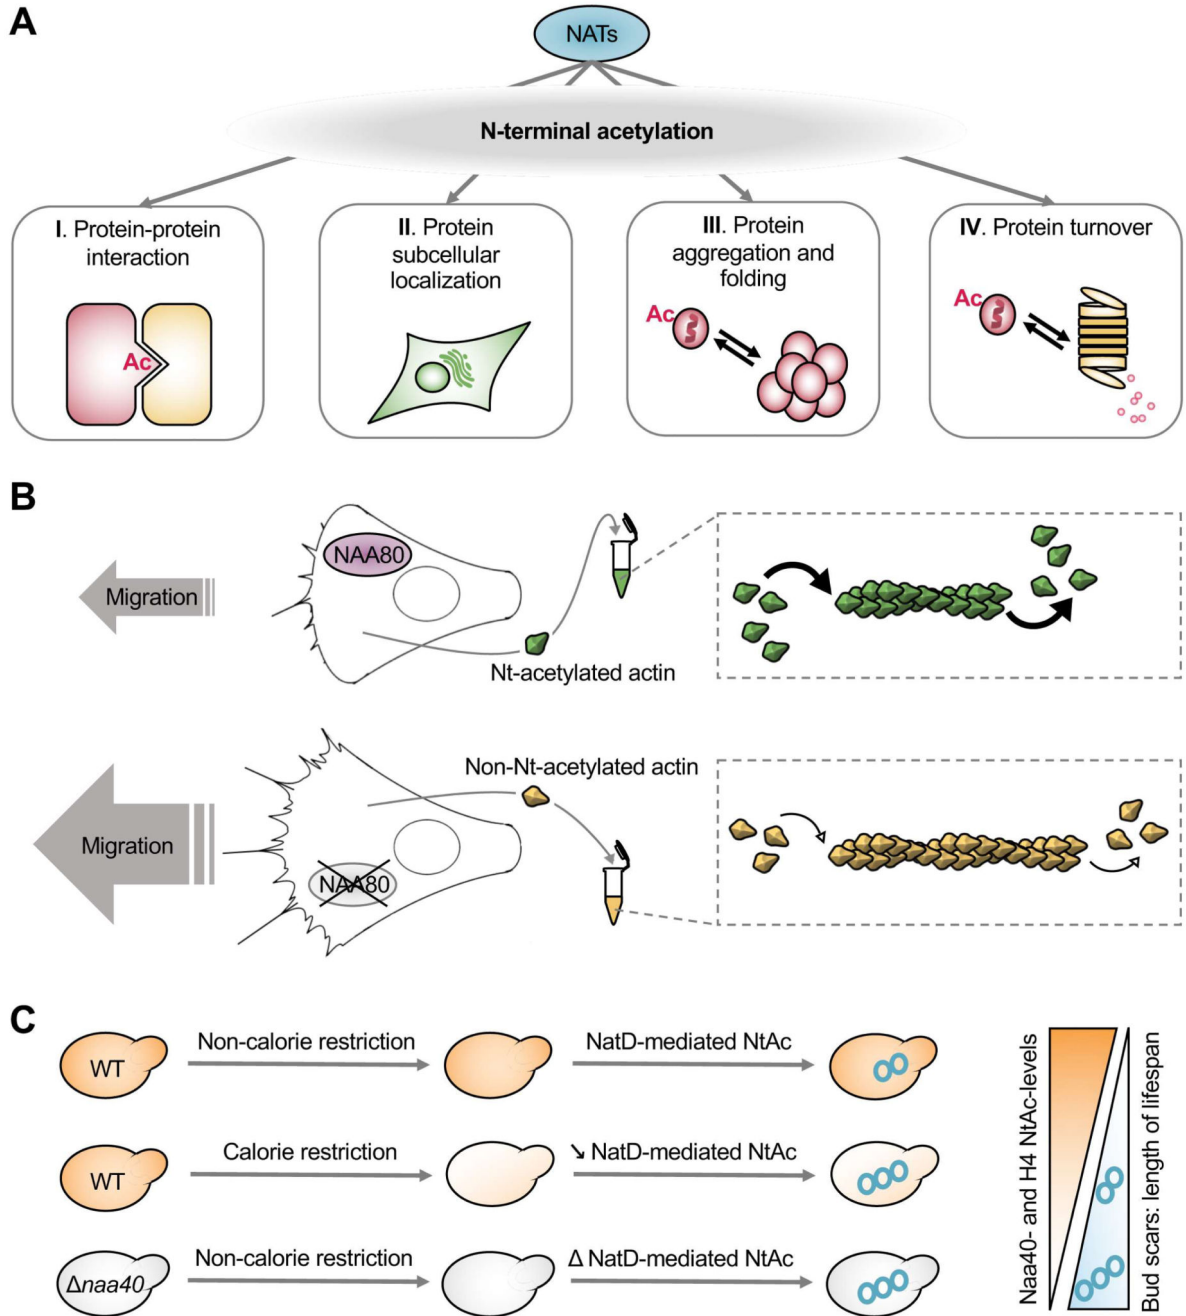 A
NATs
N-terminal acetylation
I. Protein-protein
interaction
Ac
II. Protein
subcellular
localization
III. Protein
aggregation and
folding
Ac
IV. Protein turnover
Ac
B
Migration
NAA80
Nt-acetylated actin
Migration
NAA80
Non-Nt-acetylated actin
C
WT
Non-calorie restriction
NatD-mediated NtAc
WT
Calorie restriction
↘ NatD-mediated NtAc
Δnaa40
Non-calorie restriction
Δ NatD-mediated NtAc
Naa40- and H4 NtAc-levels
Bud scars: length of lifespan